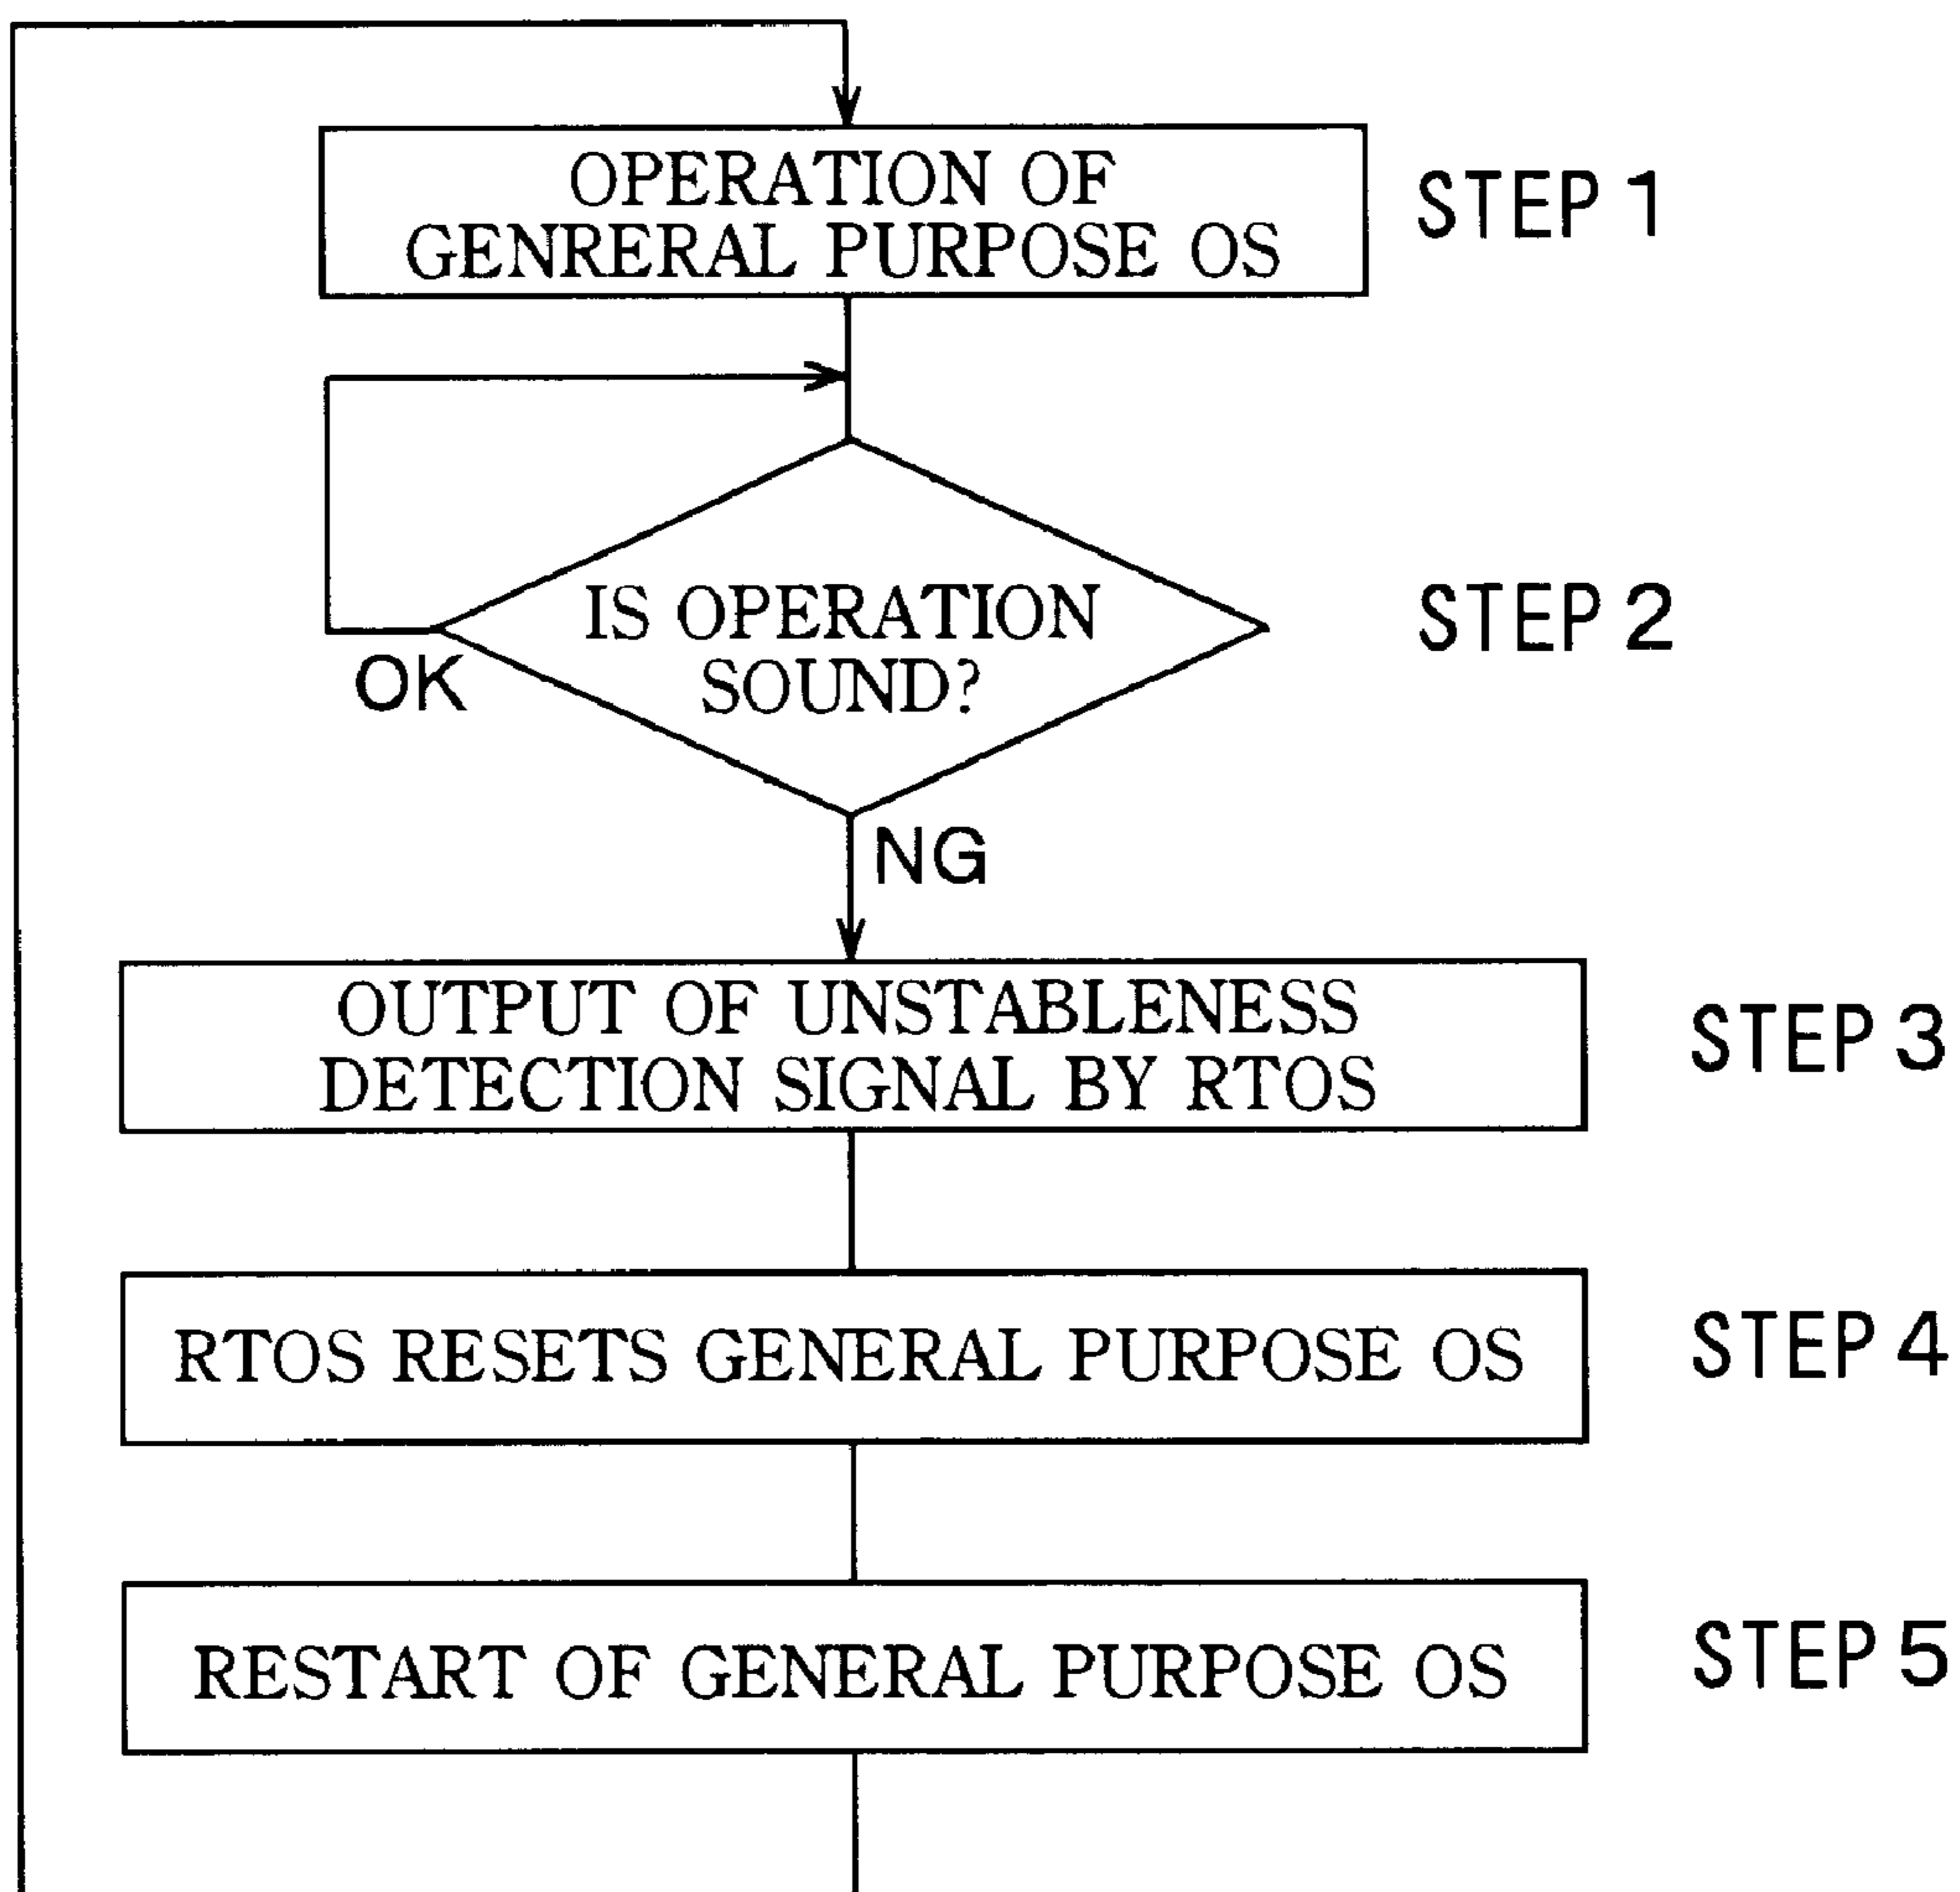 OPERATION OF
GENRERAL PURPOSE OS
STEP 1
IS OPERATION
SOUND?
STEP 2
OK
NG
OUTPUT OF UNSTABLENESS
DETECTION SIGNAL BY RTOS
STEP 3
RTOS RESETS GENERAL PURPOSE OS
STEP 4
RESTART OF GENERAL PURPOSE OS
STEP 5